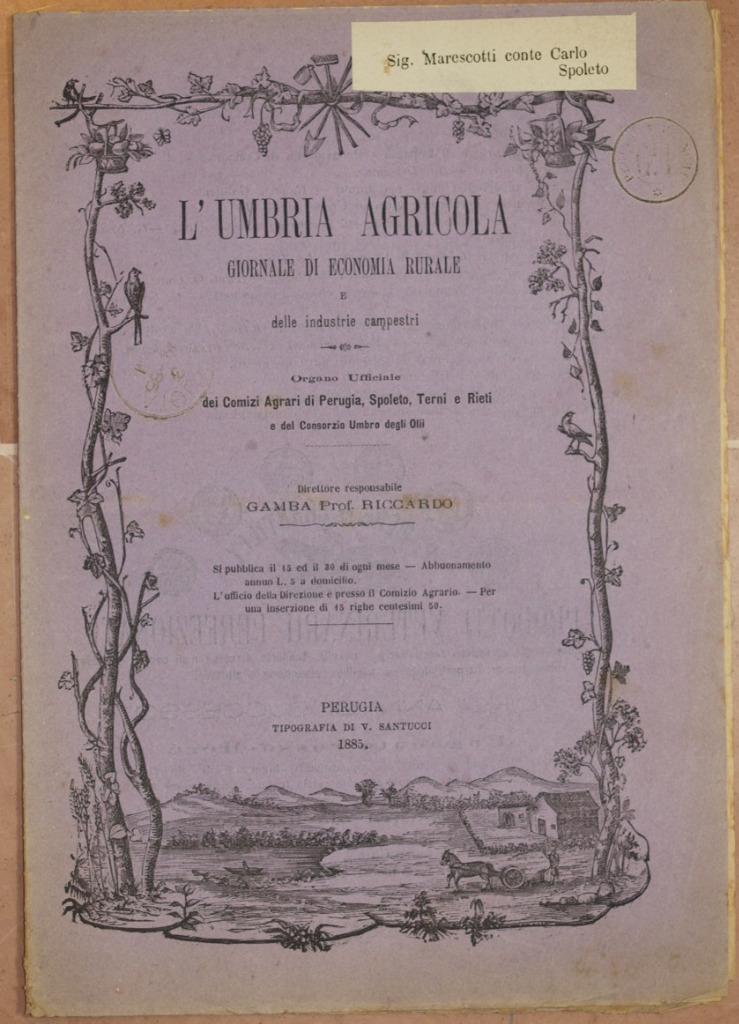 Sig. Marescotti conte Carlo
Spoleto
L' UMBRIA AGRICOLA
GIORNALE DI ECONOMIA RURALE
E
delle industrie campestri
Organo Ufficiale
dei Comizi Agrari di Perugia, Spoleto, Terni e Rieti
e del Consorzio Umbro degli Olii
Direttore responsabile
GAMBA Prof. RICCARDO
Si pubblica il 15 ed il 30 di ogni mese — Abbuonamento
annuo L. 5 a domicilio.
L'ufficio della Direzione è presso il Comizio Agrario. — Per
una inserzione di 15 righe centesimi 50.
PERUGIA
TIPOGRAFIA DI V. SANTUCCI
1885.